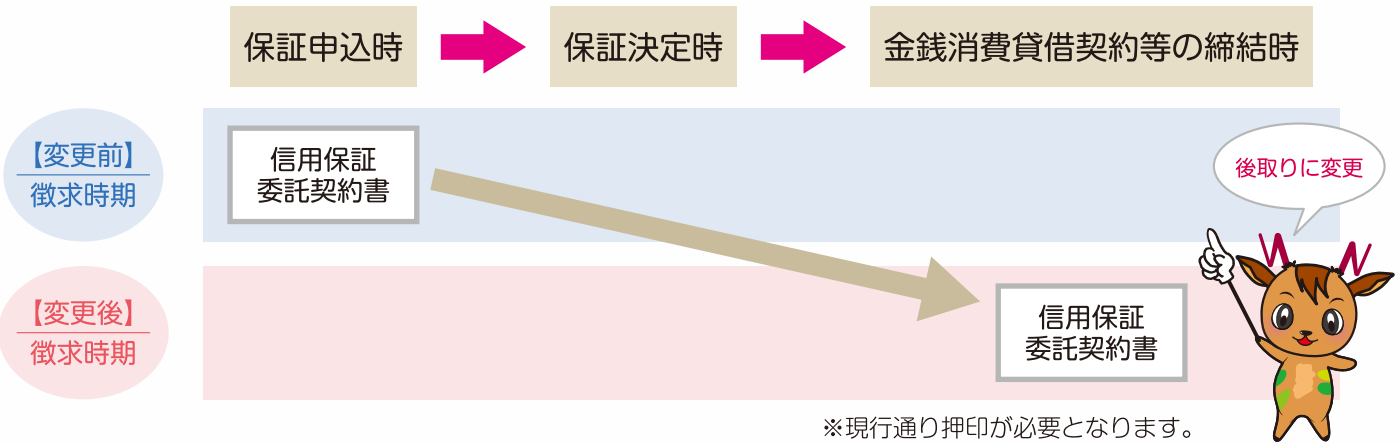 保証申込時
保証決定時
金銭消費貸借契約等の締結時
【変更前】
徴求時期
信用保証
委託契約書
後取りに変更
【変更後】
徴求時期
信用保証
委託契約書
※現行通り押印が必要となります。